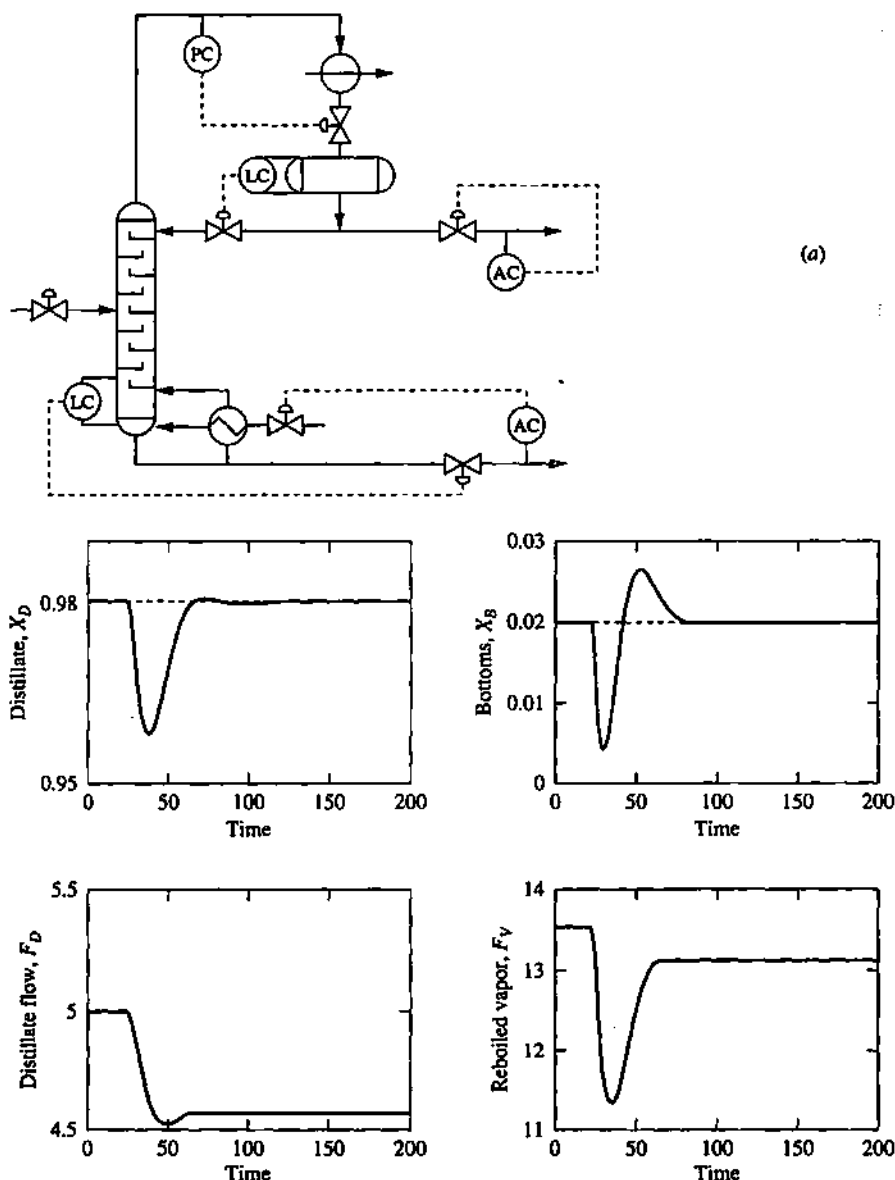 PC
LC
AC
(a)
LC
AC
0.98
0.95
Distillate, X_D
0 50 100 150 200
Time
0.03
0.02
0.01
0
Bottoms, X_B
0 50 100 150 200
Time
5.5
5
4.5
Distillate flow, F_D
0 50 100 150 200
Time
14
13
12
11
Reboiled vapor, F_V
0 50 100 150 200
Time